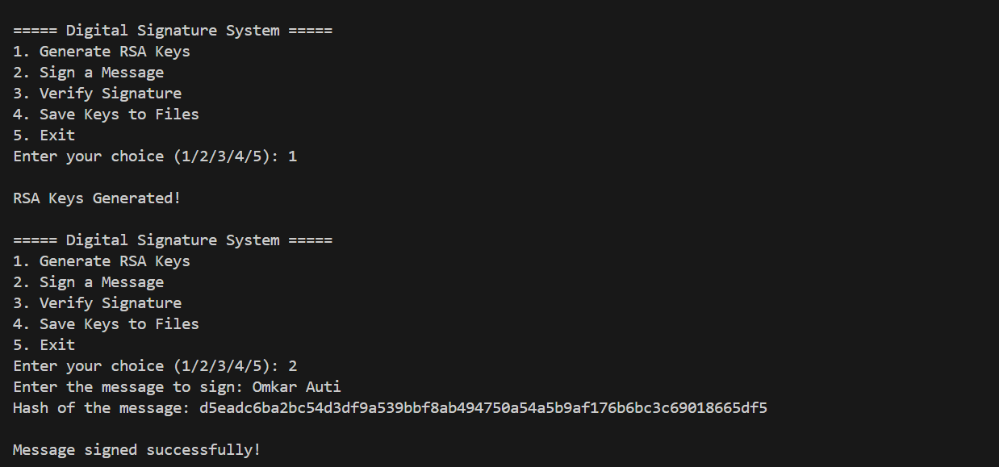 ===== Digital Signature System =====
1. Generate RSA Keys
2. Sign a Message
3. Verify Signature
4. Save Keys to Files
5. Exit
Enter your choice (1/2/3/4/5): 1
RSA Keys Generated!
===== Digital Signature System =====
1. Generate RSA Keys
2. Sign a Message
3. Verify Signature
4. Save Keys to Files
5. Exit
Enter your choice (1/2/3/4/5): 2
Enter the message to sign: Omkar Auti
Hash of the message: d5eadc6ba2bc54d3df9a539bbf8ab494750a54a5b9af176b6bc3c69018665df5
Message signed successfully!